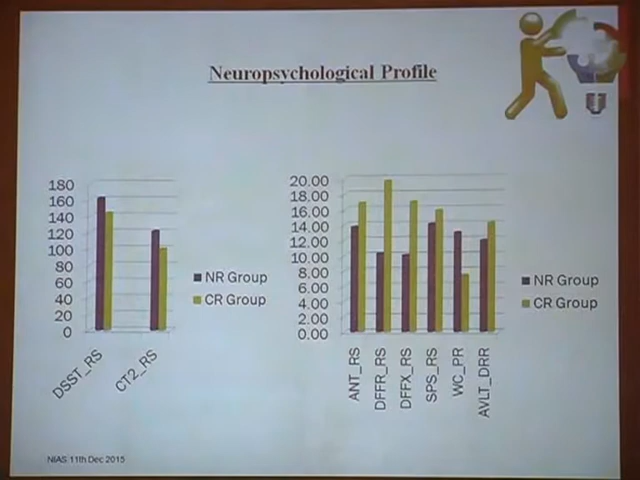 Neuropsychological Profile
180
160
140
120
100
80
60
40
20
0
DSST_RS
CT2_RS
NR Group
CR Group
20.00
18.00
16.00
14.00
12.00
10.00
8.00
6.00
4.00
2.00
0.00
ANT_RS
DFFR_RS
DFFX_RS
SPS_RS
WC_PR
AVLT_DRR
NR Group
CR Group
NIAS 11th Dec 2015